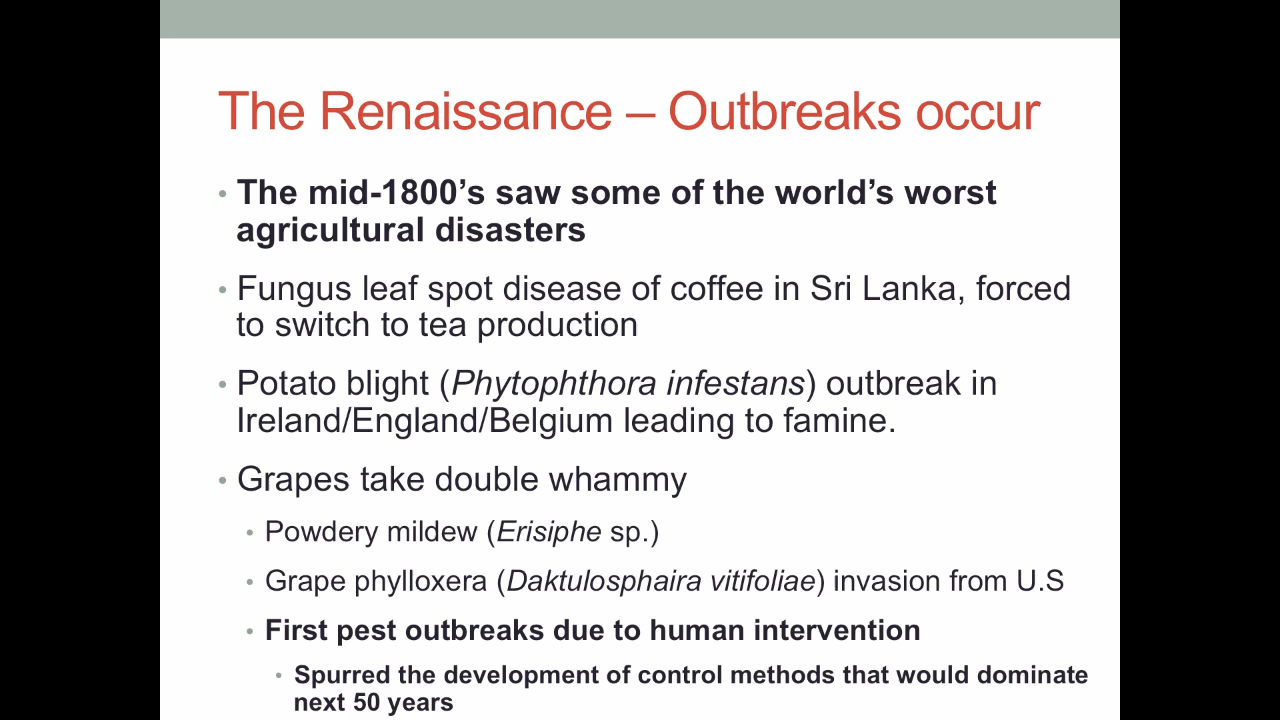 The Renaissance – Outbreaks occur
• The mid-1800’s saw some of the world’s worst
agricultural disasters
• Fungus leaf spot disease of coffee in Sri Lanka, forced
to switch to tea production
• Potato blight (Phytophthora infestans) outbreak in
Ireland/England/Belgium leading to famine.
• Grapes take double whammy
• Powdery mildew (Erisiphe sp.)
• Grape phylloxera (Daktulosphaira vitifoliae) invasion from U.S
• First pest outbreaks due to human intervention
• Spurred the development of control methods that would dominate
next 50 years